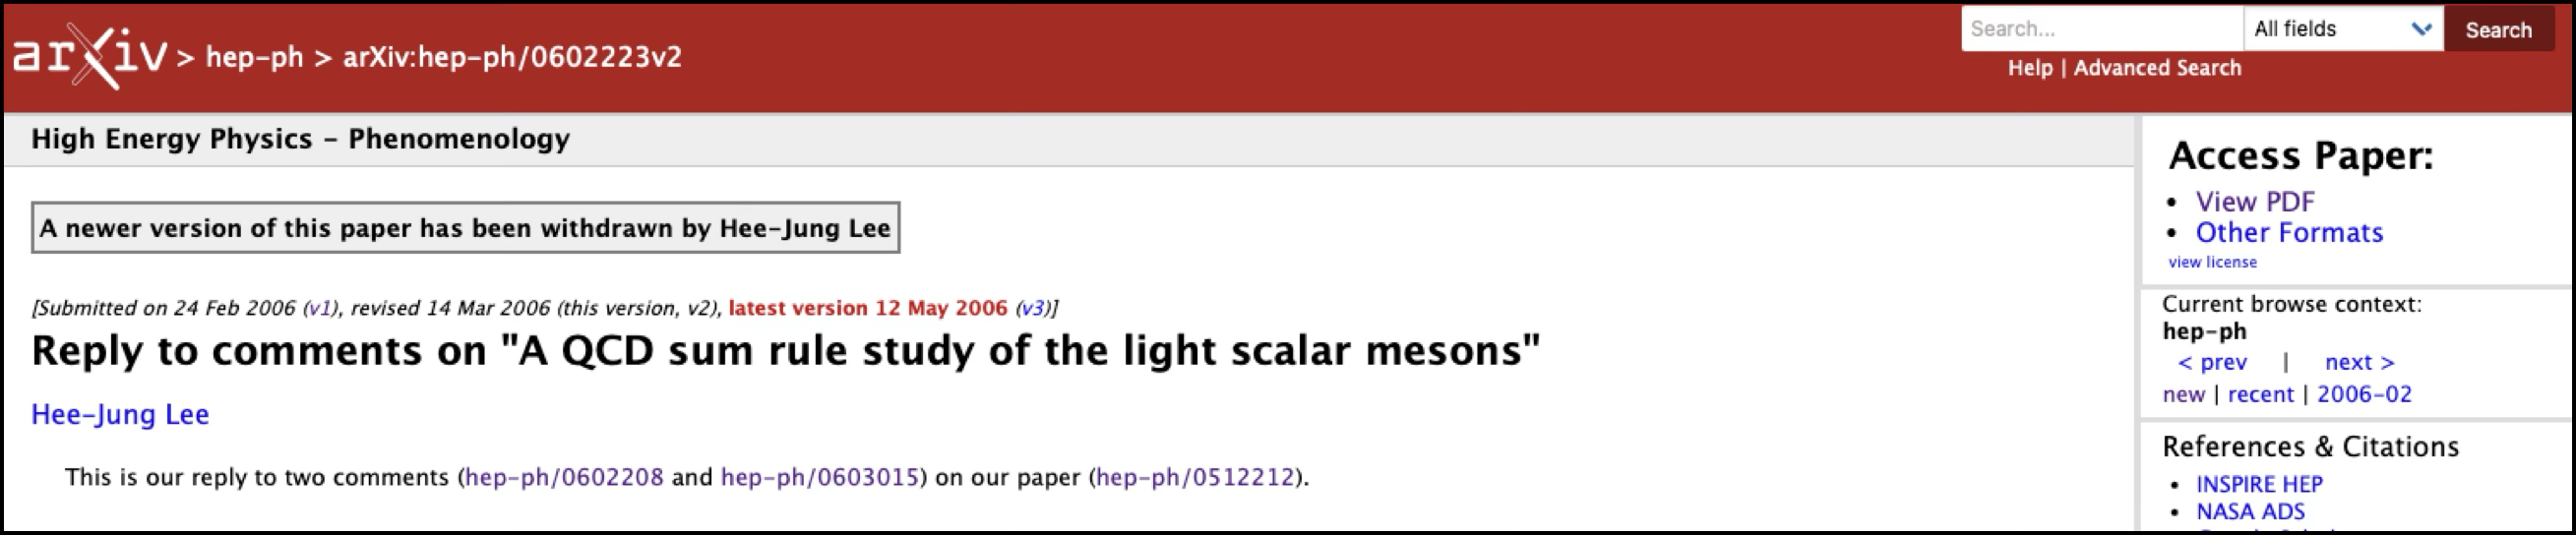 arXiv > hep-ph > arXiv:hep-ph/0602223v2
Search...
All fields
Search
Help | Advanced Search
High Energy Physics – Phenomenology
A newer version of this paper has been withdrawn by Hee-Jung Lee
[Submitted on 24 Feb 2006 (v1), revised 14 Mar 2006 (this version, v2), latest version 12 May 2006 (v3)]
Reply to comments on "A QCD sum rule study of the light scalar mesons"
Hee-Jung Lee
This is our reply to two comments (hep-ph/0602208 and hep-ph/0603015) on our paper (hep-ph/0512212).
Access Paper:
• View PDF
• Other Formats
view license
Current browse context:
hep-ph
< prev | next >
new | recent | 2006-02
References & Citations
• INSPIRE HEP
• NASA ADS